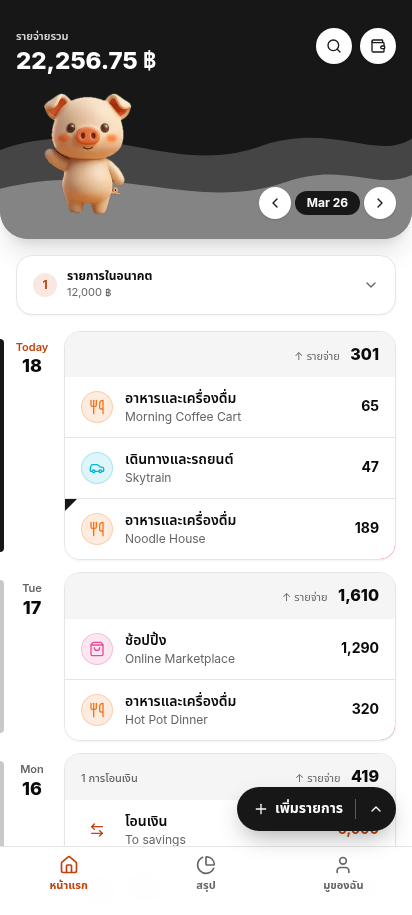 รายจ่ายรวม
22,256.75 ฿
Mar 26
1
รายการในอนาคต
12,000 ฿
Today
18
↑ รายจ่าย 301
อาหารและเครื่องดื่ม
Morning Coffee Cart
65
เดินทางและรถยนต์
Skytrain
47
อาหารและเครื่องดื่ม
Noodle House
189
Tue
17
↑ รายจ่าย 1,610
ช้อปปิ้ง
Online Marketplace
1,290
อาหารและเครื่องดื่ม
Hot Pot Dinner
320
Mon
16
1 การโอนเงิน
↑ รายจ่าย 419
โอนเงิน
To savings
+ เพิ่มรายการ
หน้าแรก
สรุป
มูของฉัน